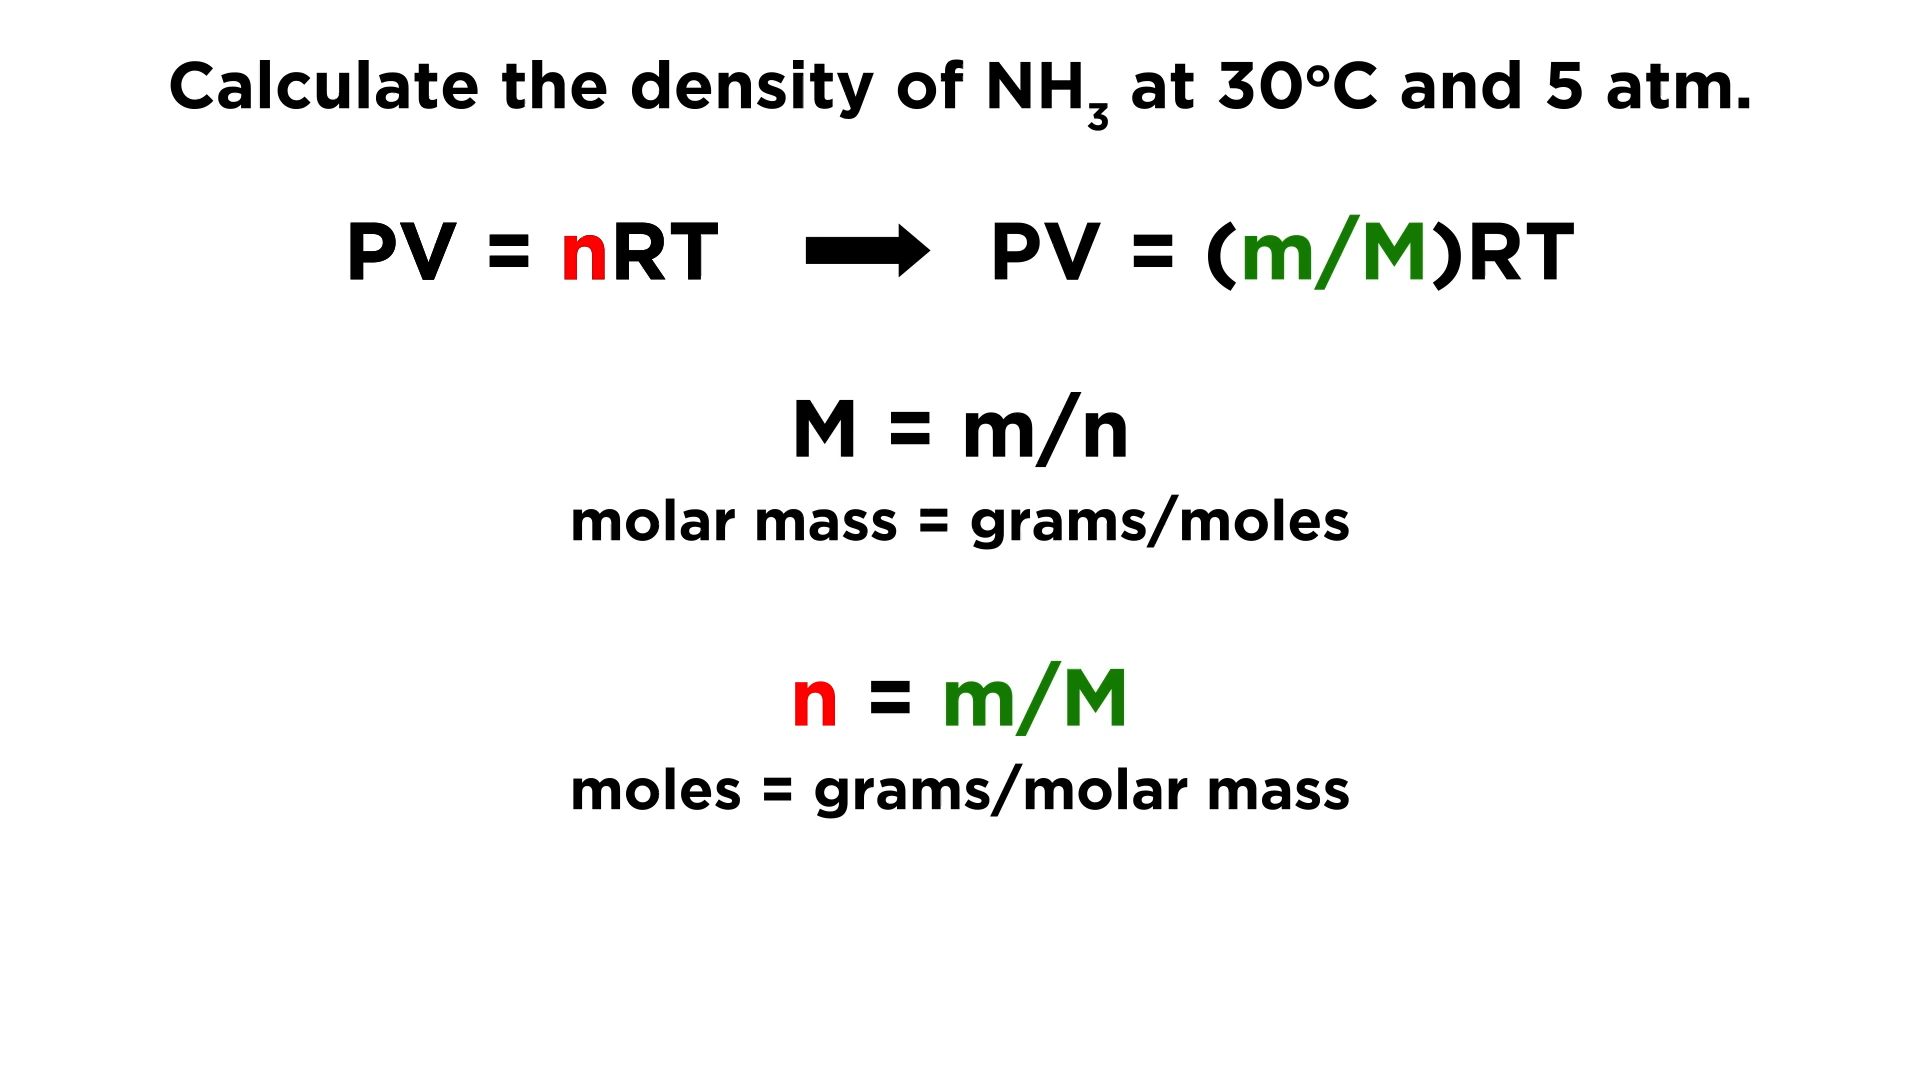 Calculate the density of NH₃ at 30ºC and 5 atm.
PV = nRT → PV = (m/M)RT
M = m/n
molar mass = grams/moles
n = m/M
moles = grams/molar mass